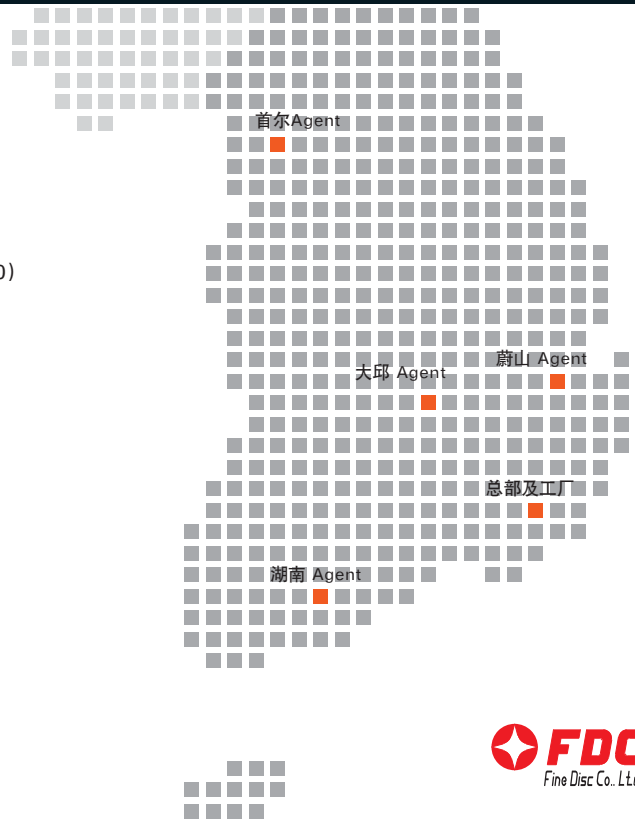 首尔Agent
0)
蔚山 Agent
大邱 Agent
总部及工厂
湖南 Agent
FDC
Fine Disc Co., Ltd